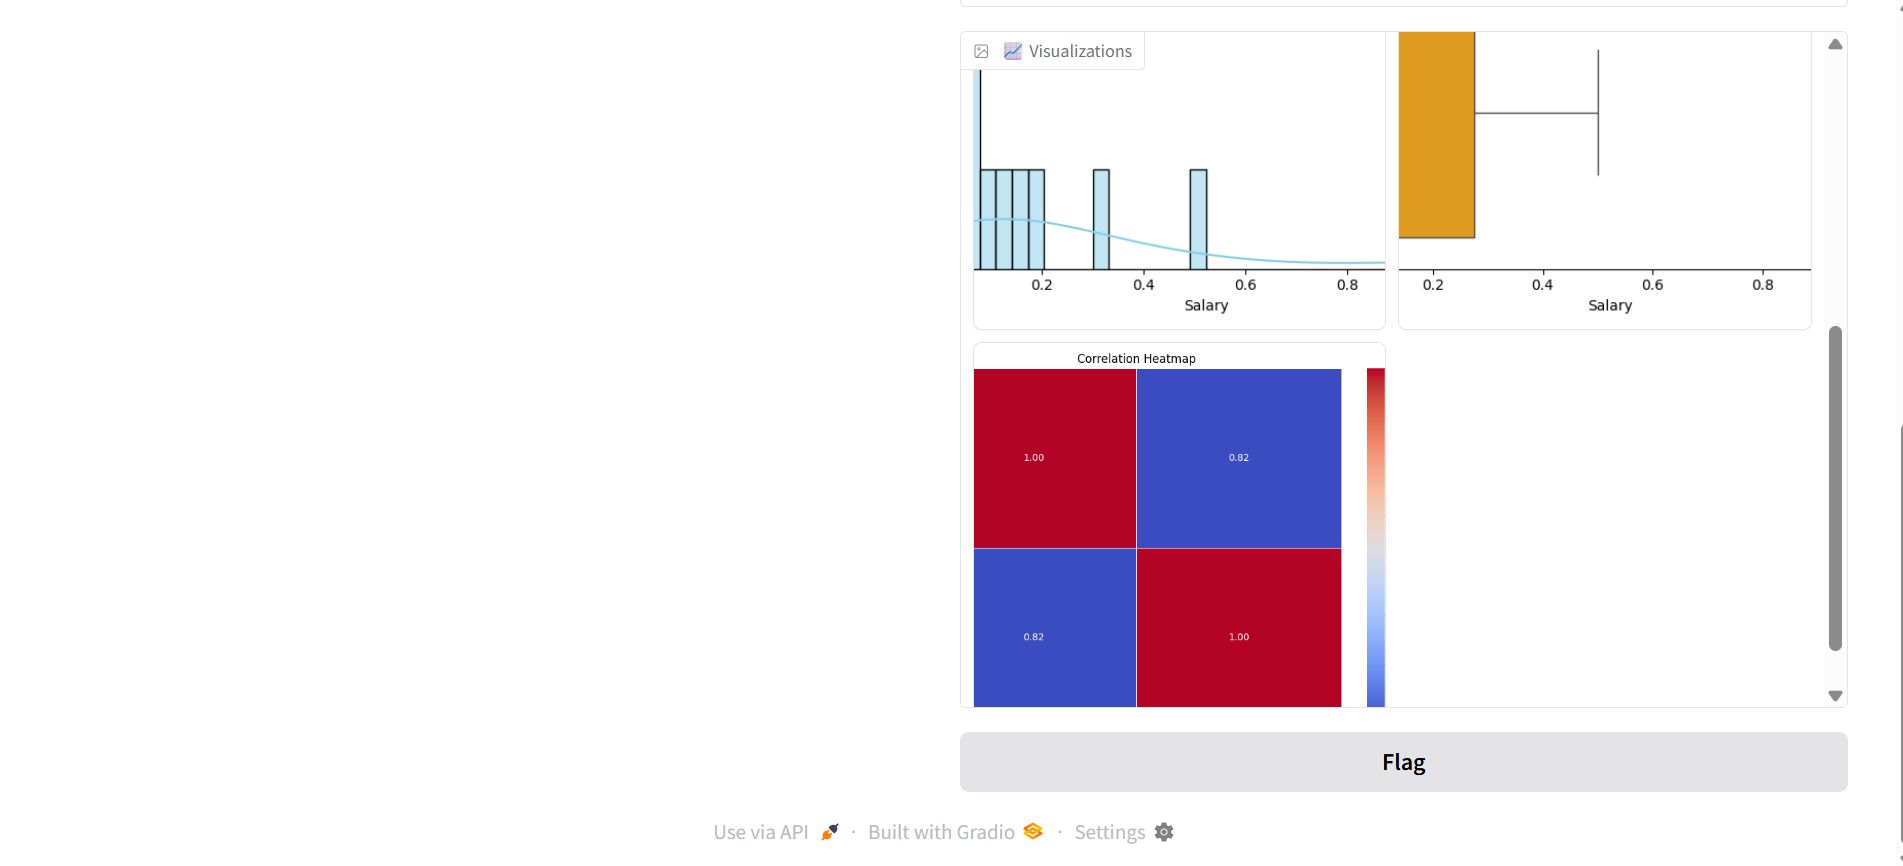 📈 Visualizations
0.2 0.4 0.6 0.8
Salary
0.2 0.4 0.6 0.8
Salary
Correlation Heatmap
1.00 0.82
0.82 1.00
Flag
Use via API · Built with Gradio · Settings